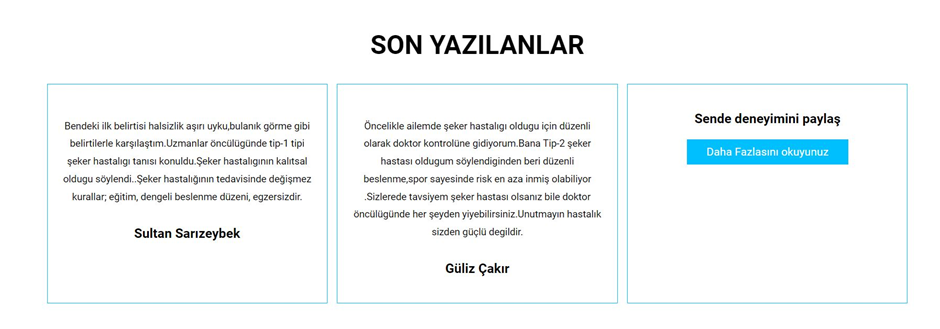 SON YAZILANLAR
Bendeki ilk belirtisi halsizlik aşırı uyku,bulanık görme gibi
belirtilerle karşılaştım.Uzmanlar öncülüğünde tip-1 tipi
şeker hastalıgı tanısı konuldu.Şeker hastalıgının kalıtsal
oldugu söylendi..Şeker hastalığının tedavisinde değişmez
kurallar; eğitim, dengeli beslenme düzeni, egzersizdir.
Sultan Sarızeybek
Öncelikle ailemde şeker hastalıgı oldugu için düzenli
olarak doktor kontrolüne gidiyorum.Bana Tip-2 şeker
hastası oldugum söylendiginden beri düzenli
beslenme,spor sayesinde risk en aza inmiş olabiliyor
.Sizlerede tavsiyem şeker hastası olsanız bile doktor
öncülügünde her şeyden yiyebilirsiniz.Unutmayın hastalık
sizden güçlü degildir.
Güliz Çakır
Sende deneyimini paylaş
Daha Fazlasını okuyunuz